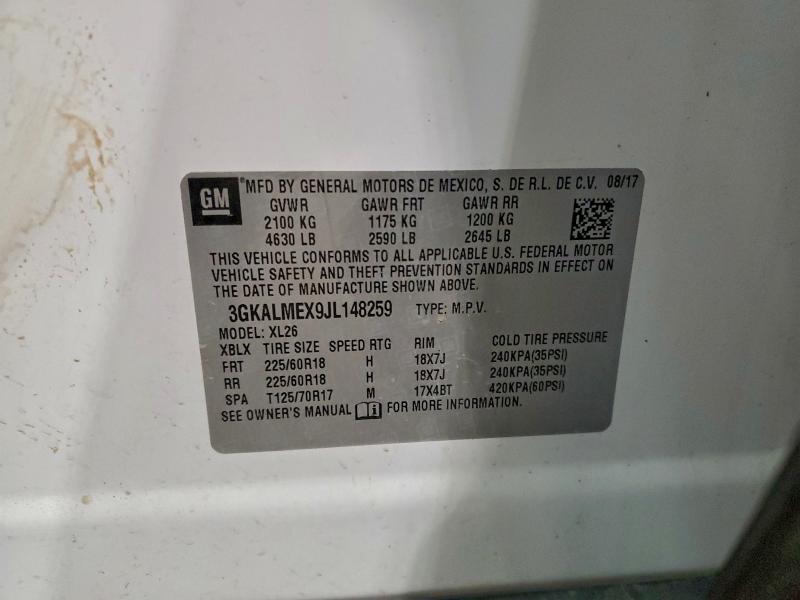 GM MFD BY GENERAL MOTORS DE MEXICO, S. DE R.L. DE C.V. 08/17
GVWR GAWR FRT GAWR RR
2100 KG 1175 KG 1200 KG
4630 LB 2590 LB 2645 LB
THIS VEHICLE CONFORMS TO ALL APPLICABLE U.S. FEDERAL MOTOR
VEHICLE SAFETY AND THEFT PREVENTION STANDARDS IN EFFECT ON
THE DATE OF MANUFACTURE SHOWN ABOVE.
3GKALMEX9JL148259 TYPE: M.P.V.
MODEL: XL26
XBLX TIRE SIZE SPEED RTG RIM COLD TIRE PRESSURE
FRT 225/60R18 H 18X7J 240KPA(35PSI)
RR 225/60R18 H 18X7J 240KPA(35PSI)
SPA T125/70R17 M 17X4BT 420KPA(60PSI)
SEE OWNER'S MANUAL FOR MORE INFORMATION.